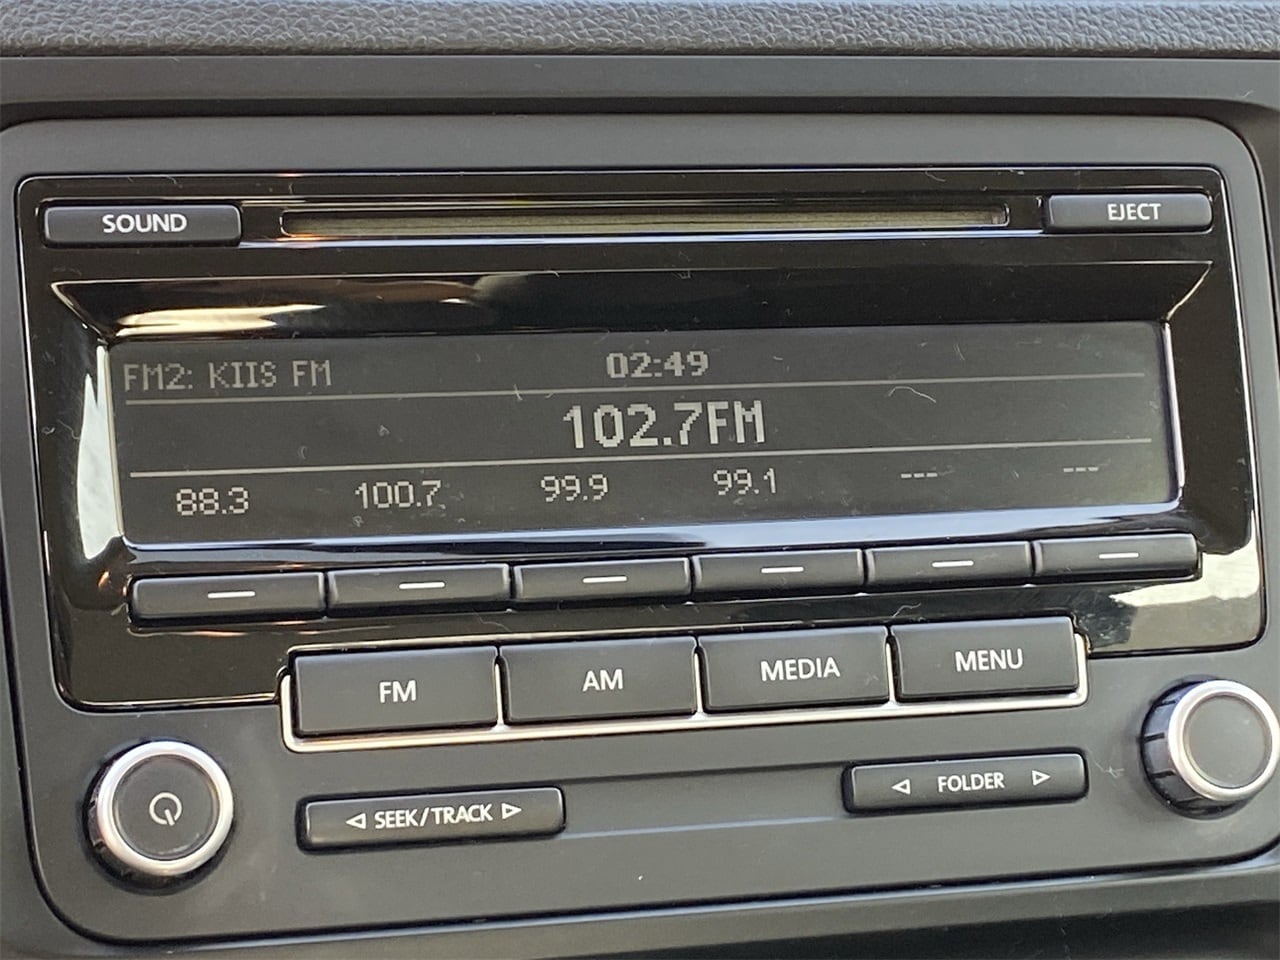 SOUND
EJECT
FM2: KIIS FM 02:49
102.7FM
88.3 100.7 99.9 99.1 --- ---
FM AM MEDIA MENU
SEEK/TRACK
FOLDER